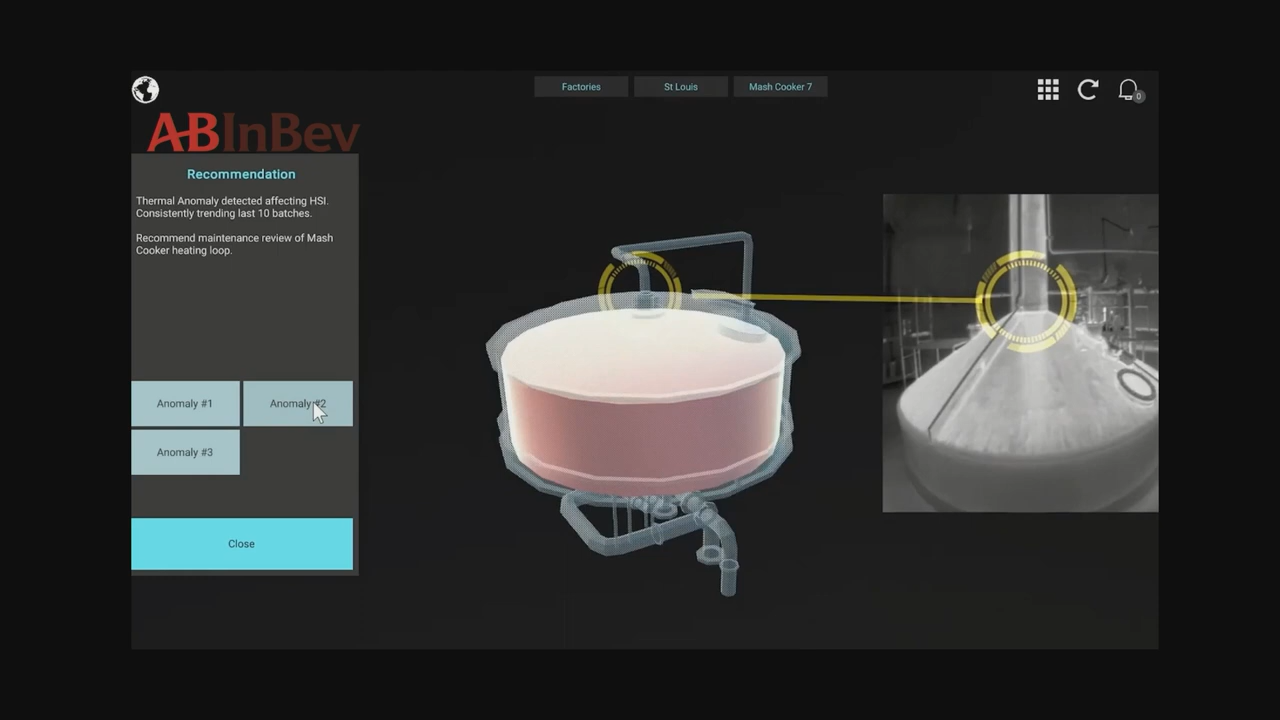 Factories
St Louis
Mash Cooker 7
0
ABInBev
Recommendation
Thermal Anomaly detected affecting HSI.
Consistently trending last 10 batches.
Recommend maintenance review of Mash
Cooker heating loop.
Anomaly #1
Anomaly #2
Anomaly #3
Close